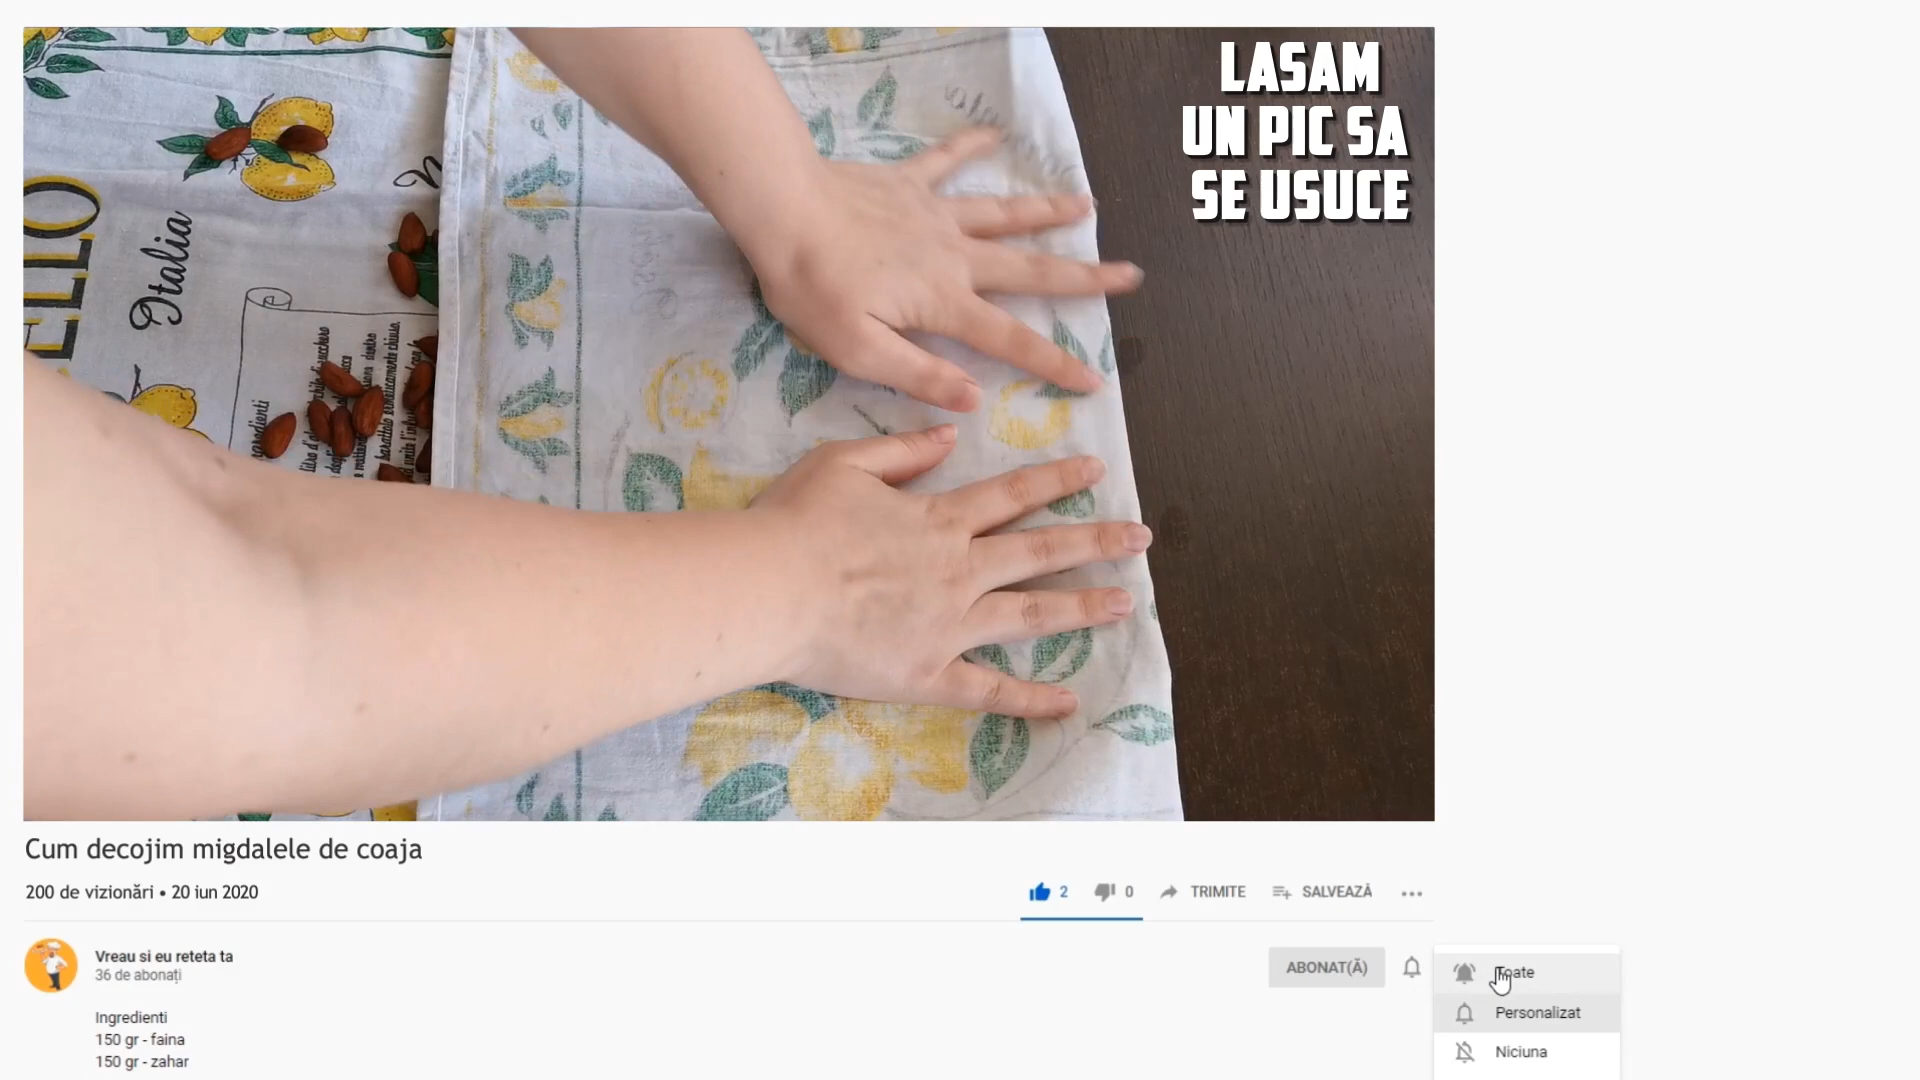 LASAM
UN PIC SA
SE USUCE
Italia
Cum decojim migdalele de coaja
200 de vizionări • 20 iun 2020
2
0
TRIMITE
SALVEAZĂ
Vreau si eu reteta ta
36 de abonați
ABONAT(Ă)
Toate
Personalizat
Niciuna
Ingredienti
150 gr - faina
150 gr - zahar